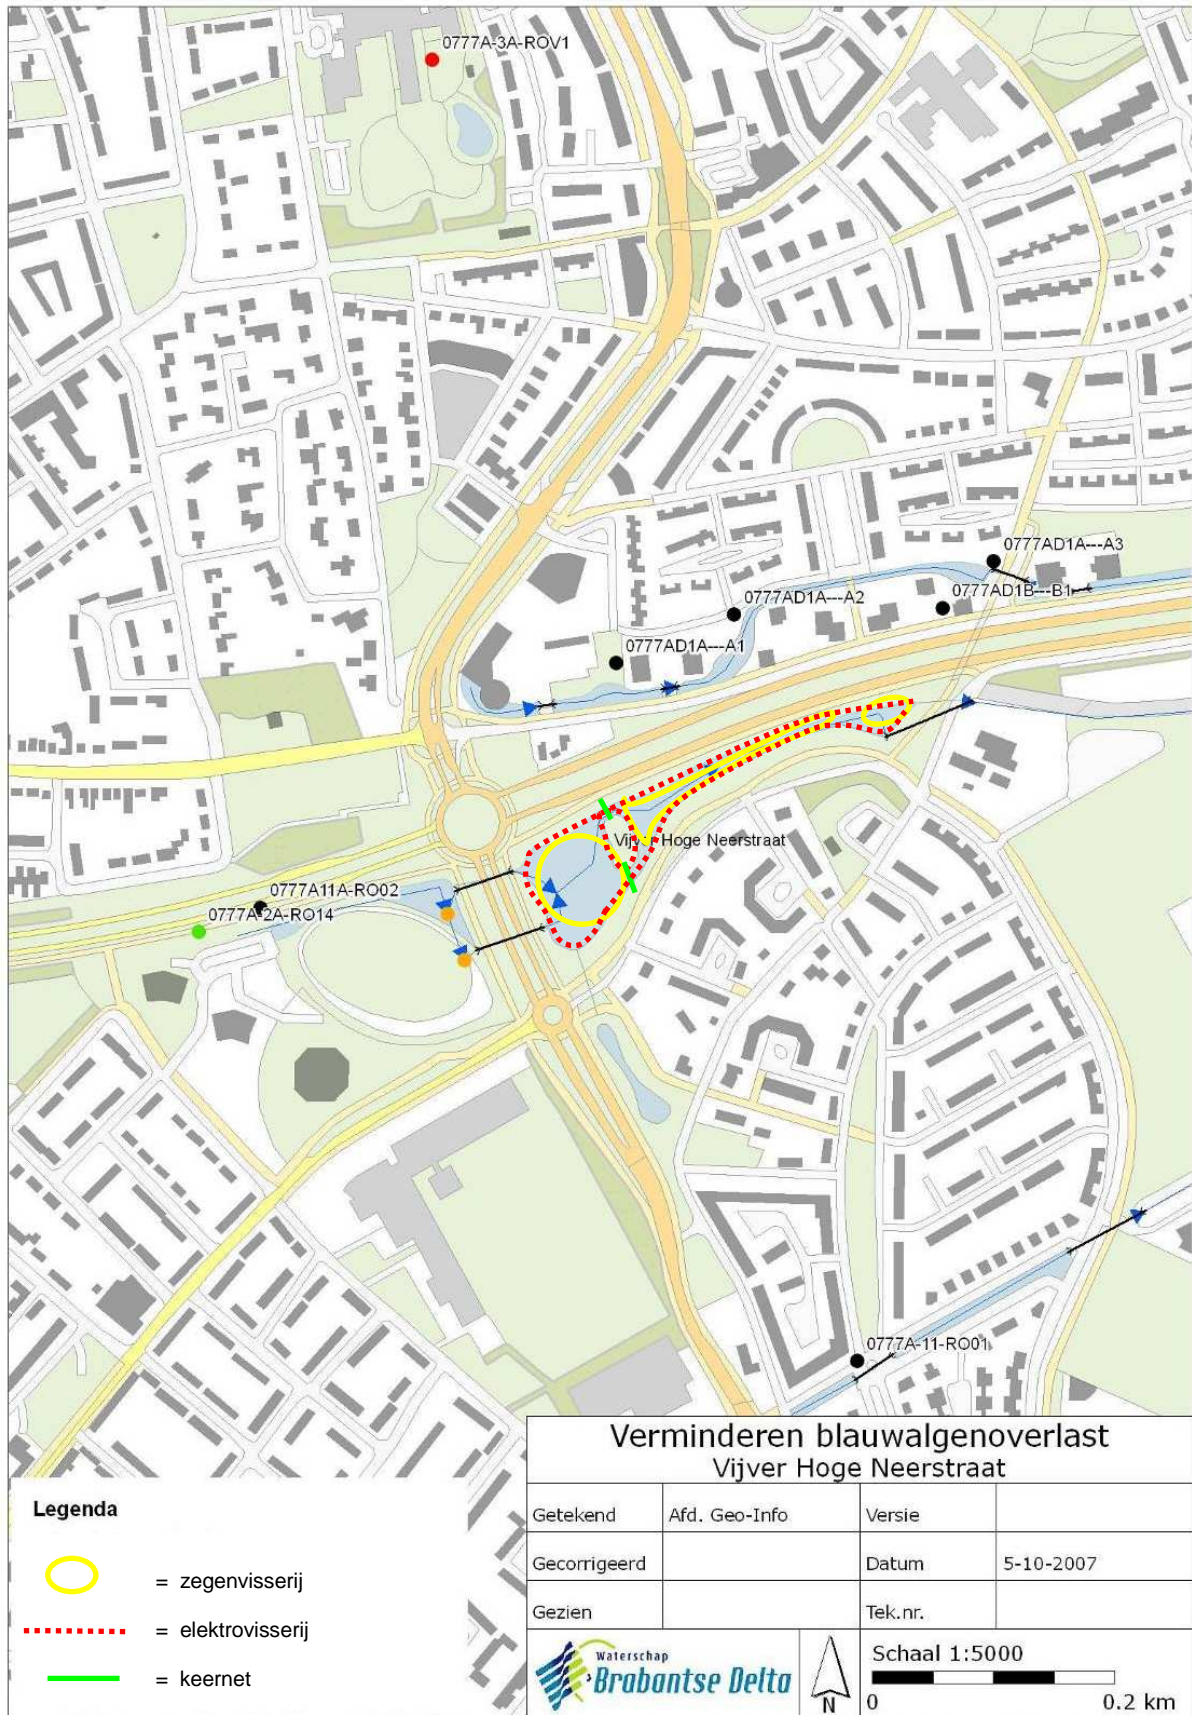 0777A-3A-ROV1
0777AD1A---A3
0777AD1A---A2
0777AD1B---B1
0777AD1A---A1
Vijver Hoge Neerstraat
0777A11A-RO02
0777A-2A-RO14
0777A-11-RO01
Verminderen blauwalgenoverlast
Vijver Hoge Neerstraat
Getekend Afd. Geo-Info Versie
Gecorrigeerd Datum 5-10-2007
Gezien Tek.nr.
Waterschap
Brabantse Delta
N
Schaal 1:5000
0 0.2 km
Legenda
= zegenvisserij
= elektrovisserij
= keernet